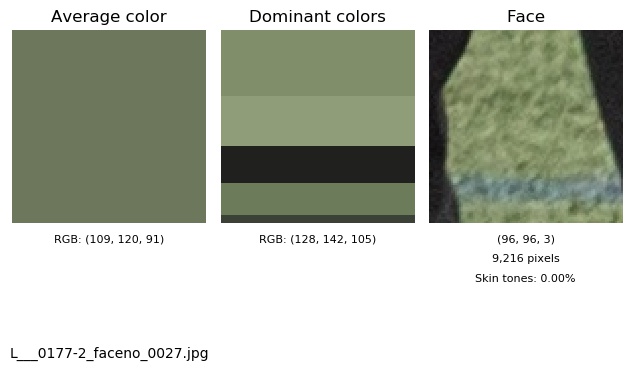 Average color
Dominant colors
Face
RGB: (109, 120, 91)
RGB: (128, 142, 105)
(96, 96, 3)
9,216 pixels
Skin tones: 0.00%
L___0177-2_faceno_0027.jpg